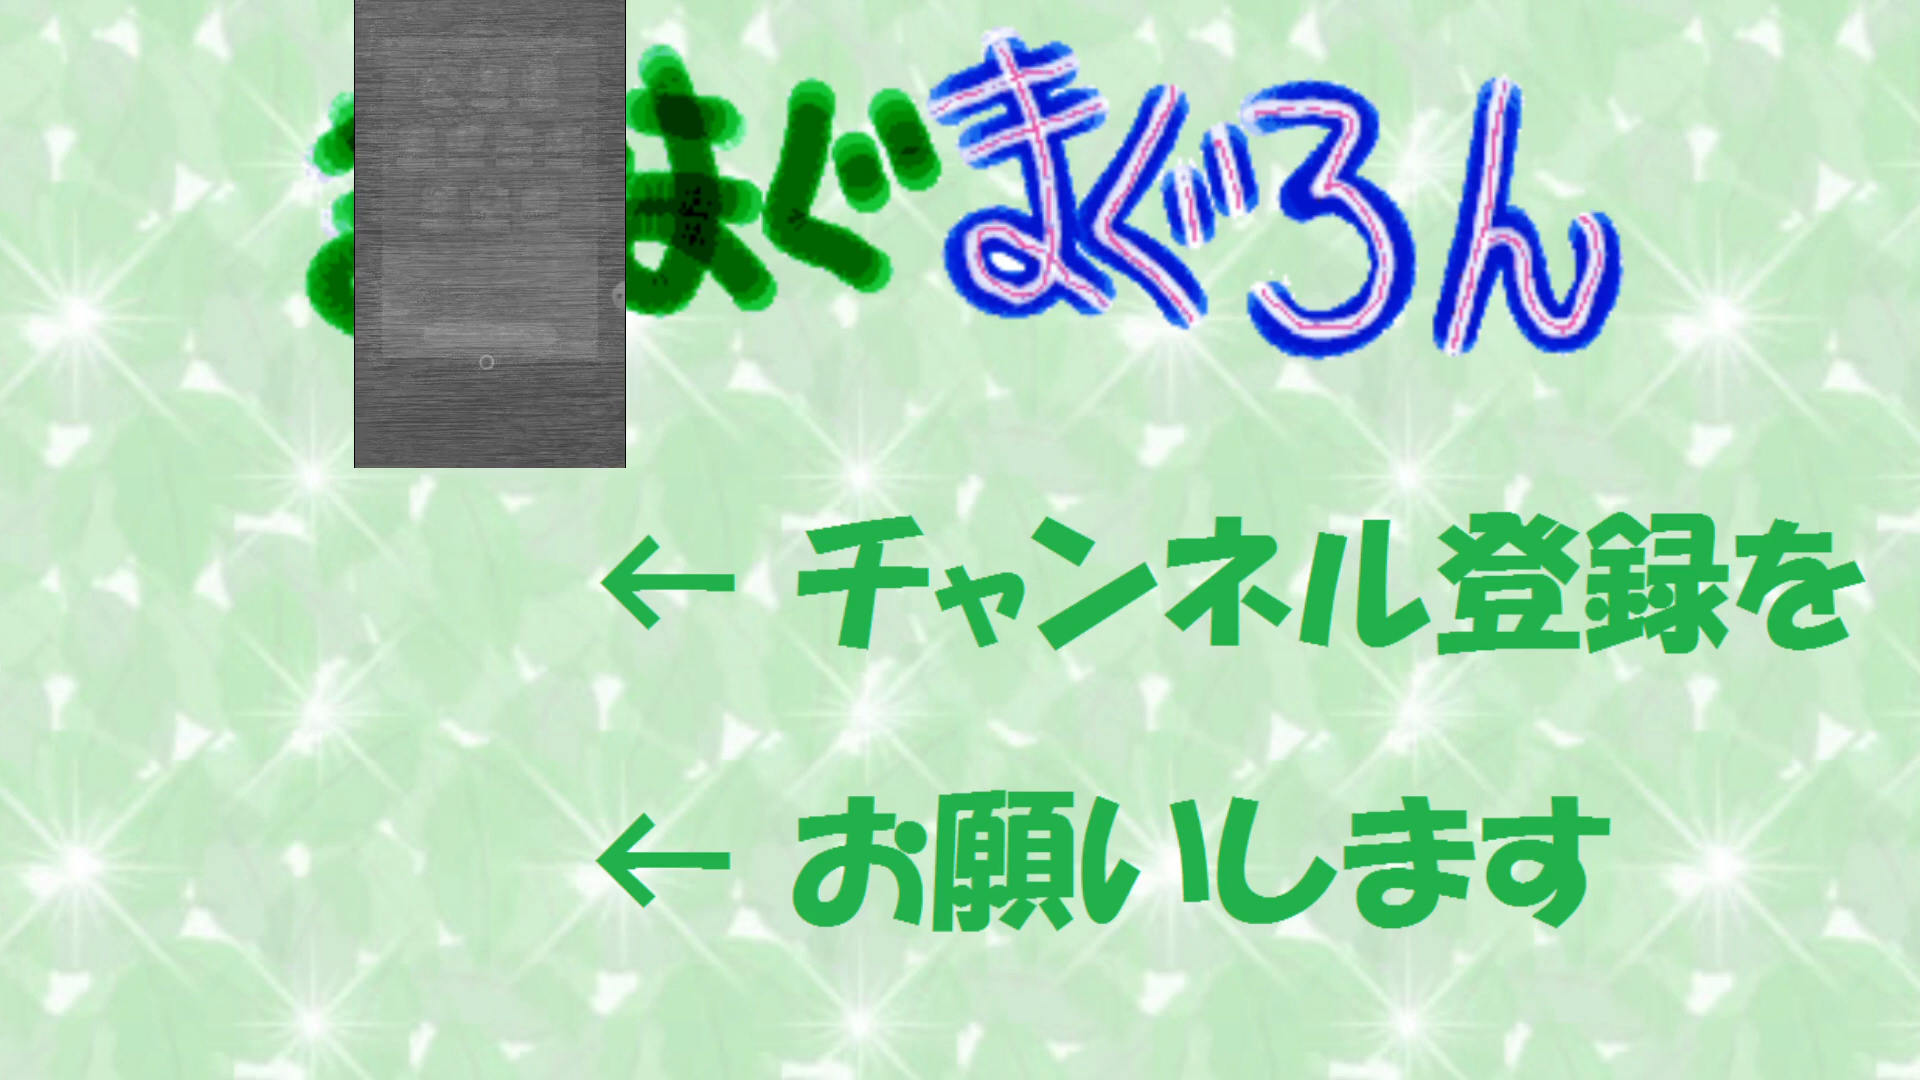 まぐまぐろん
← チャンネル登録を
← お願いします